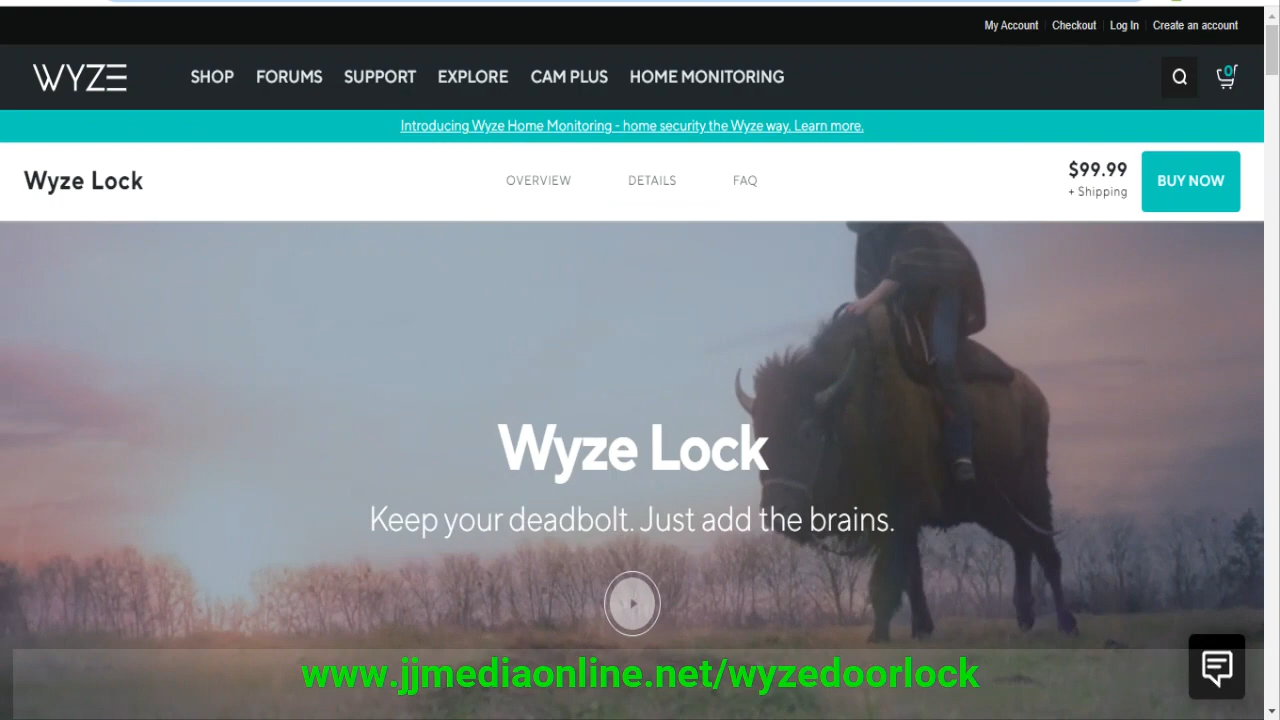 My Account Checkout Log In Create an account
WYZE SHOP FORUMS SUPPORT EXPLORE CAM PLUS HOME MONITORING 0
Introducing Wyze Home Monitoring - home security the Wyze way. Learn more.
Wyze Lock OVERVIEW DETAILS FAQ $99.99 BUY NOW
+ Shipping
Wyze Lock
Keep your deadbolt. Just add the brains.
www.jjmediaonline.net/wyzedoorlock